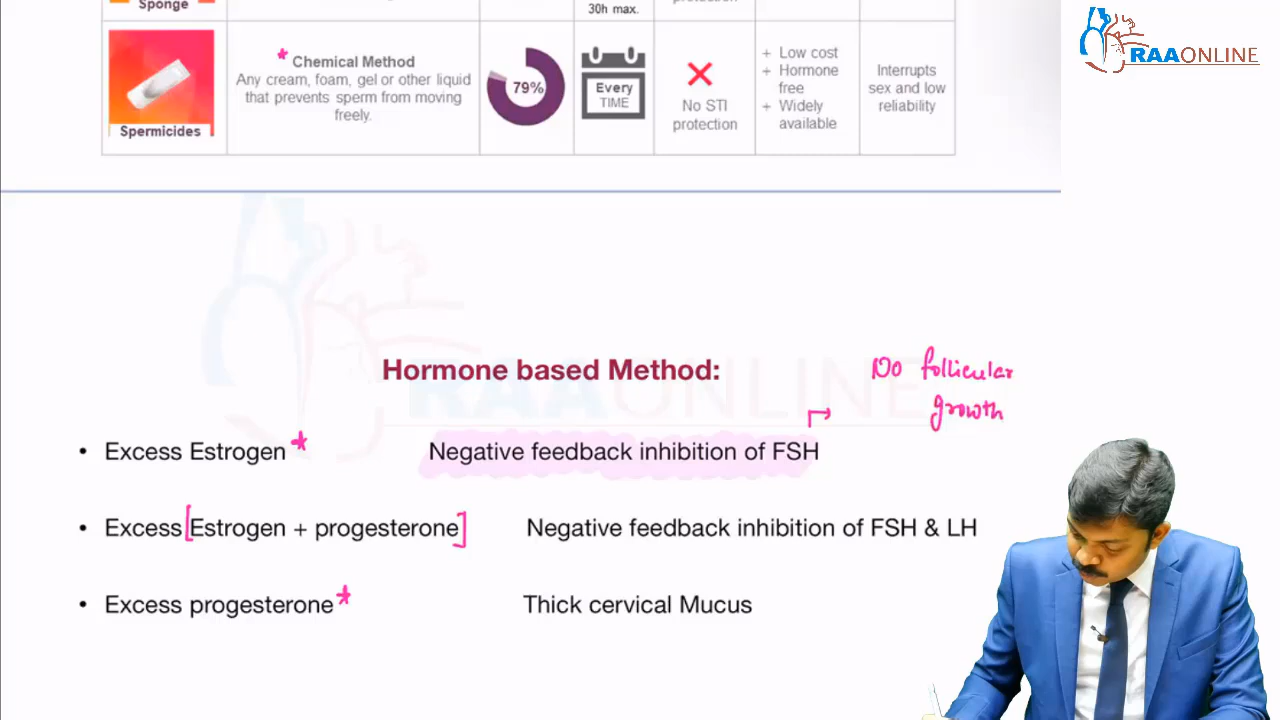 Sponge
30h max.
RAAONLINE
* Chemical Method
Any cream, foam, gel or other liquid
that prevents sperm from moving
freely.
79%
Every
TIME
No STI
protection
+ Low cost
+ Hormone
free
+ Widely
available
Interrupts
sex and low
reliability
Spermicides
RAAONLINE
Hormone based Method:
No follicular
growth
• Excess Estrogen * Negative feedback inhibition of FSH
• Excess [Estrogen + progesterone] Negative feedback inhibition of FSH & LH
• Excess progesterone * Thick cervical Mucus